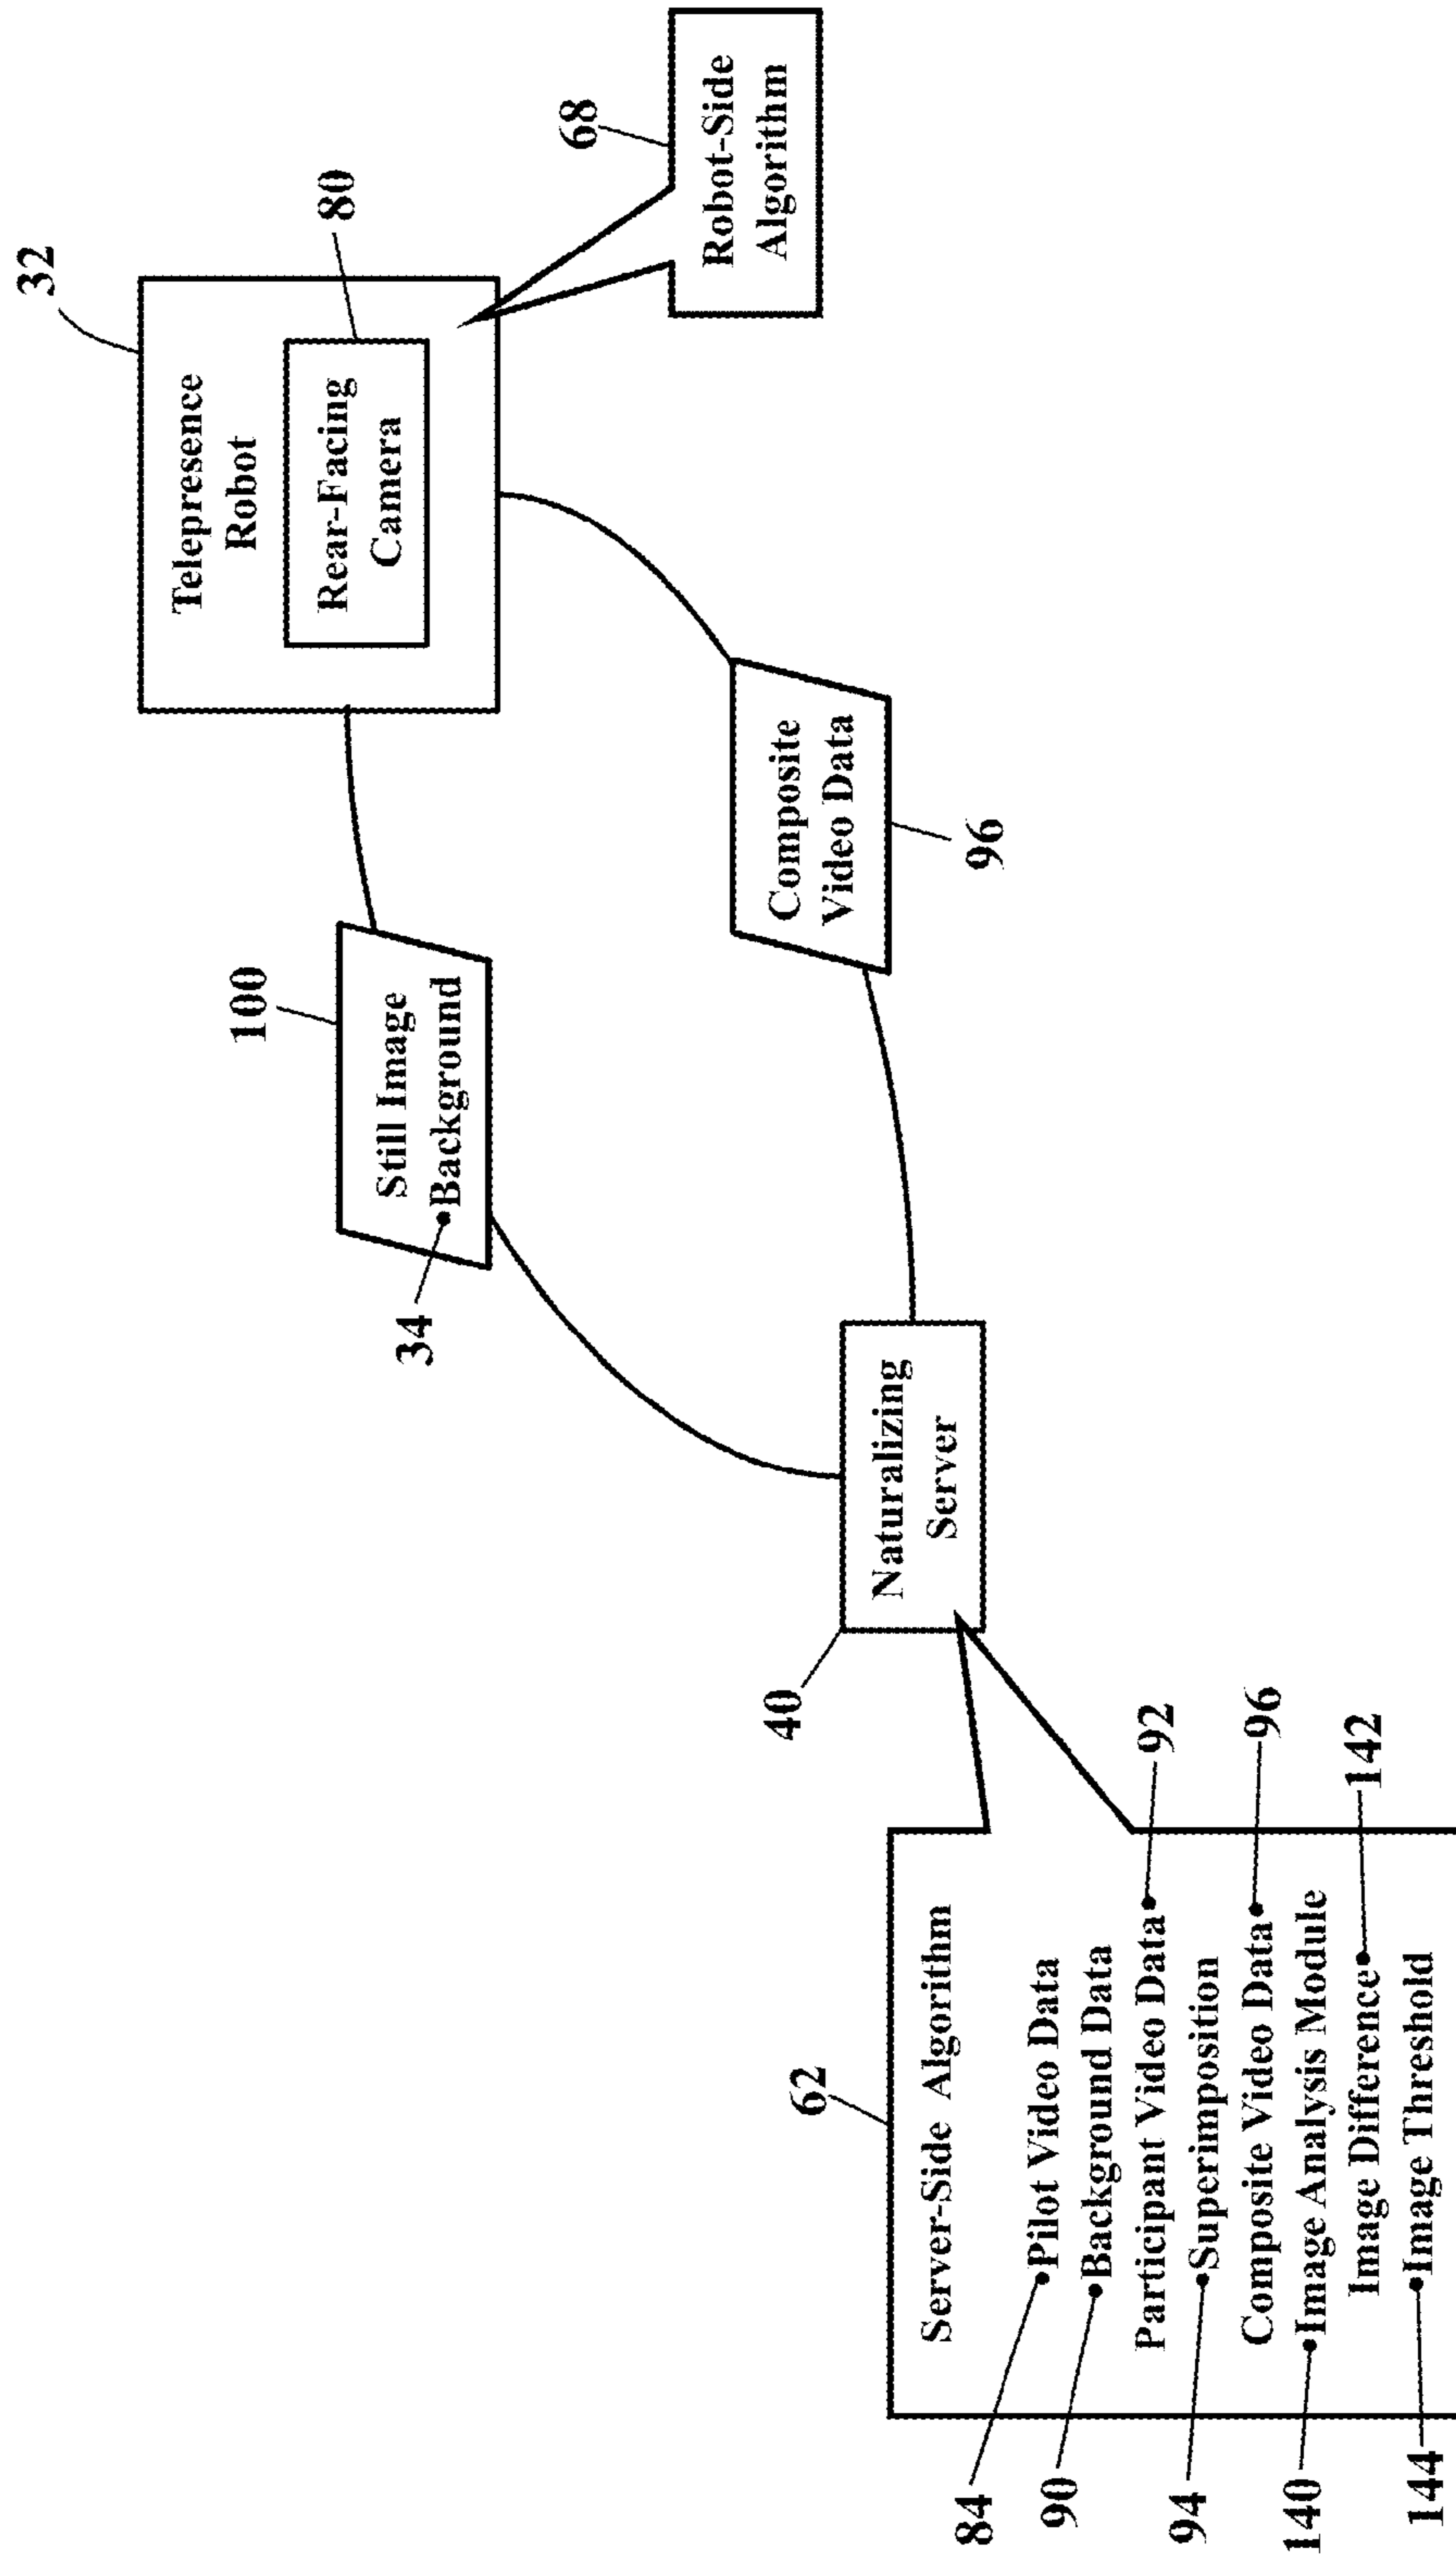 32
Telepresence
Robot
80
Rear-Facing
Camera
68
Robot-Side
Algorithm
100
Still Image
34
Background
Composite
Video Data
96
40
Naturalizing
Server
62
Server-Side Algorithm
84
Pilot Video Data
90
Background Data
Participant Video Data
92
94
Superimposition
Composite Video Data
96
140
Image Analysis Module
Image Difference
142
144
Image Threshold